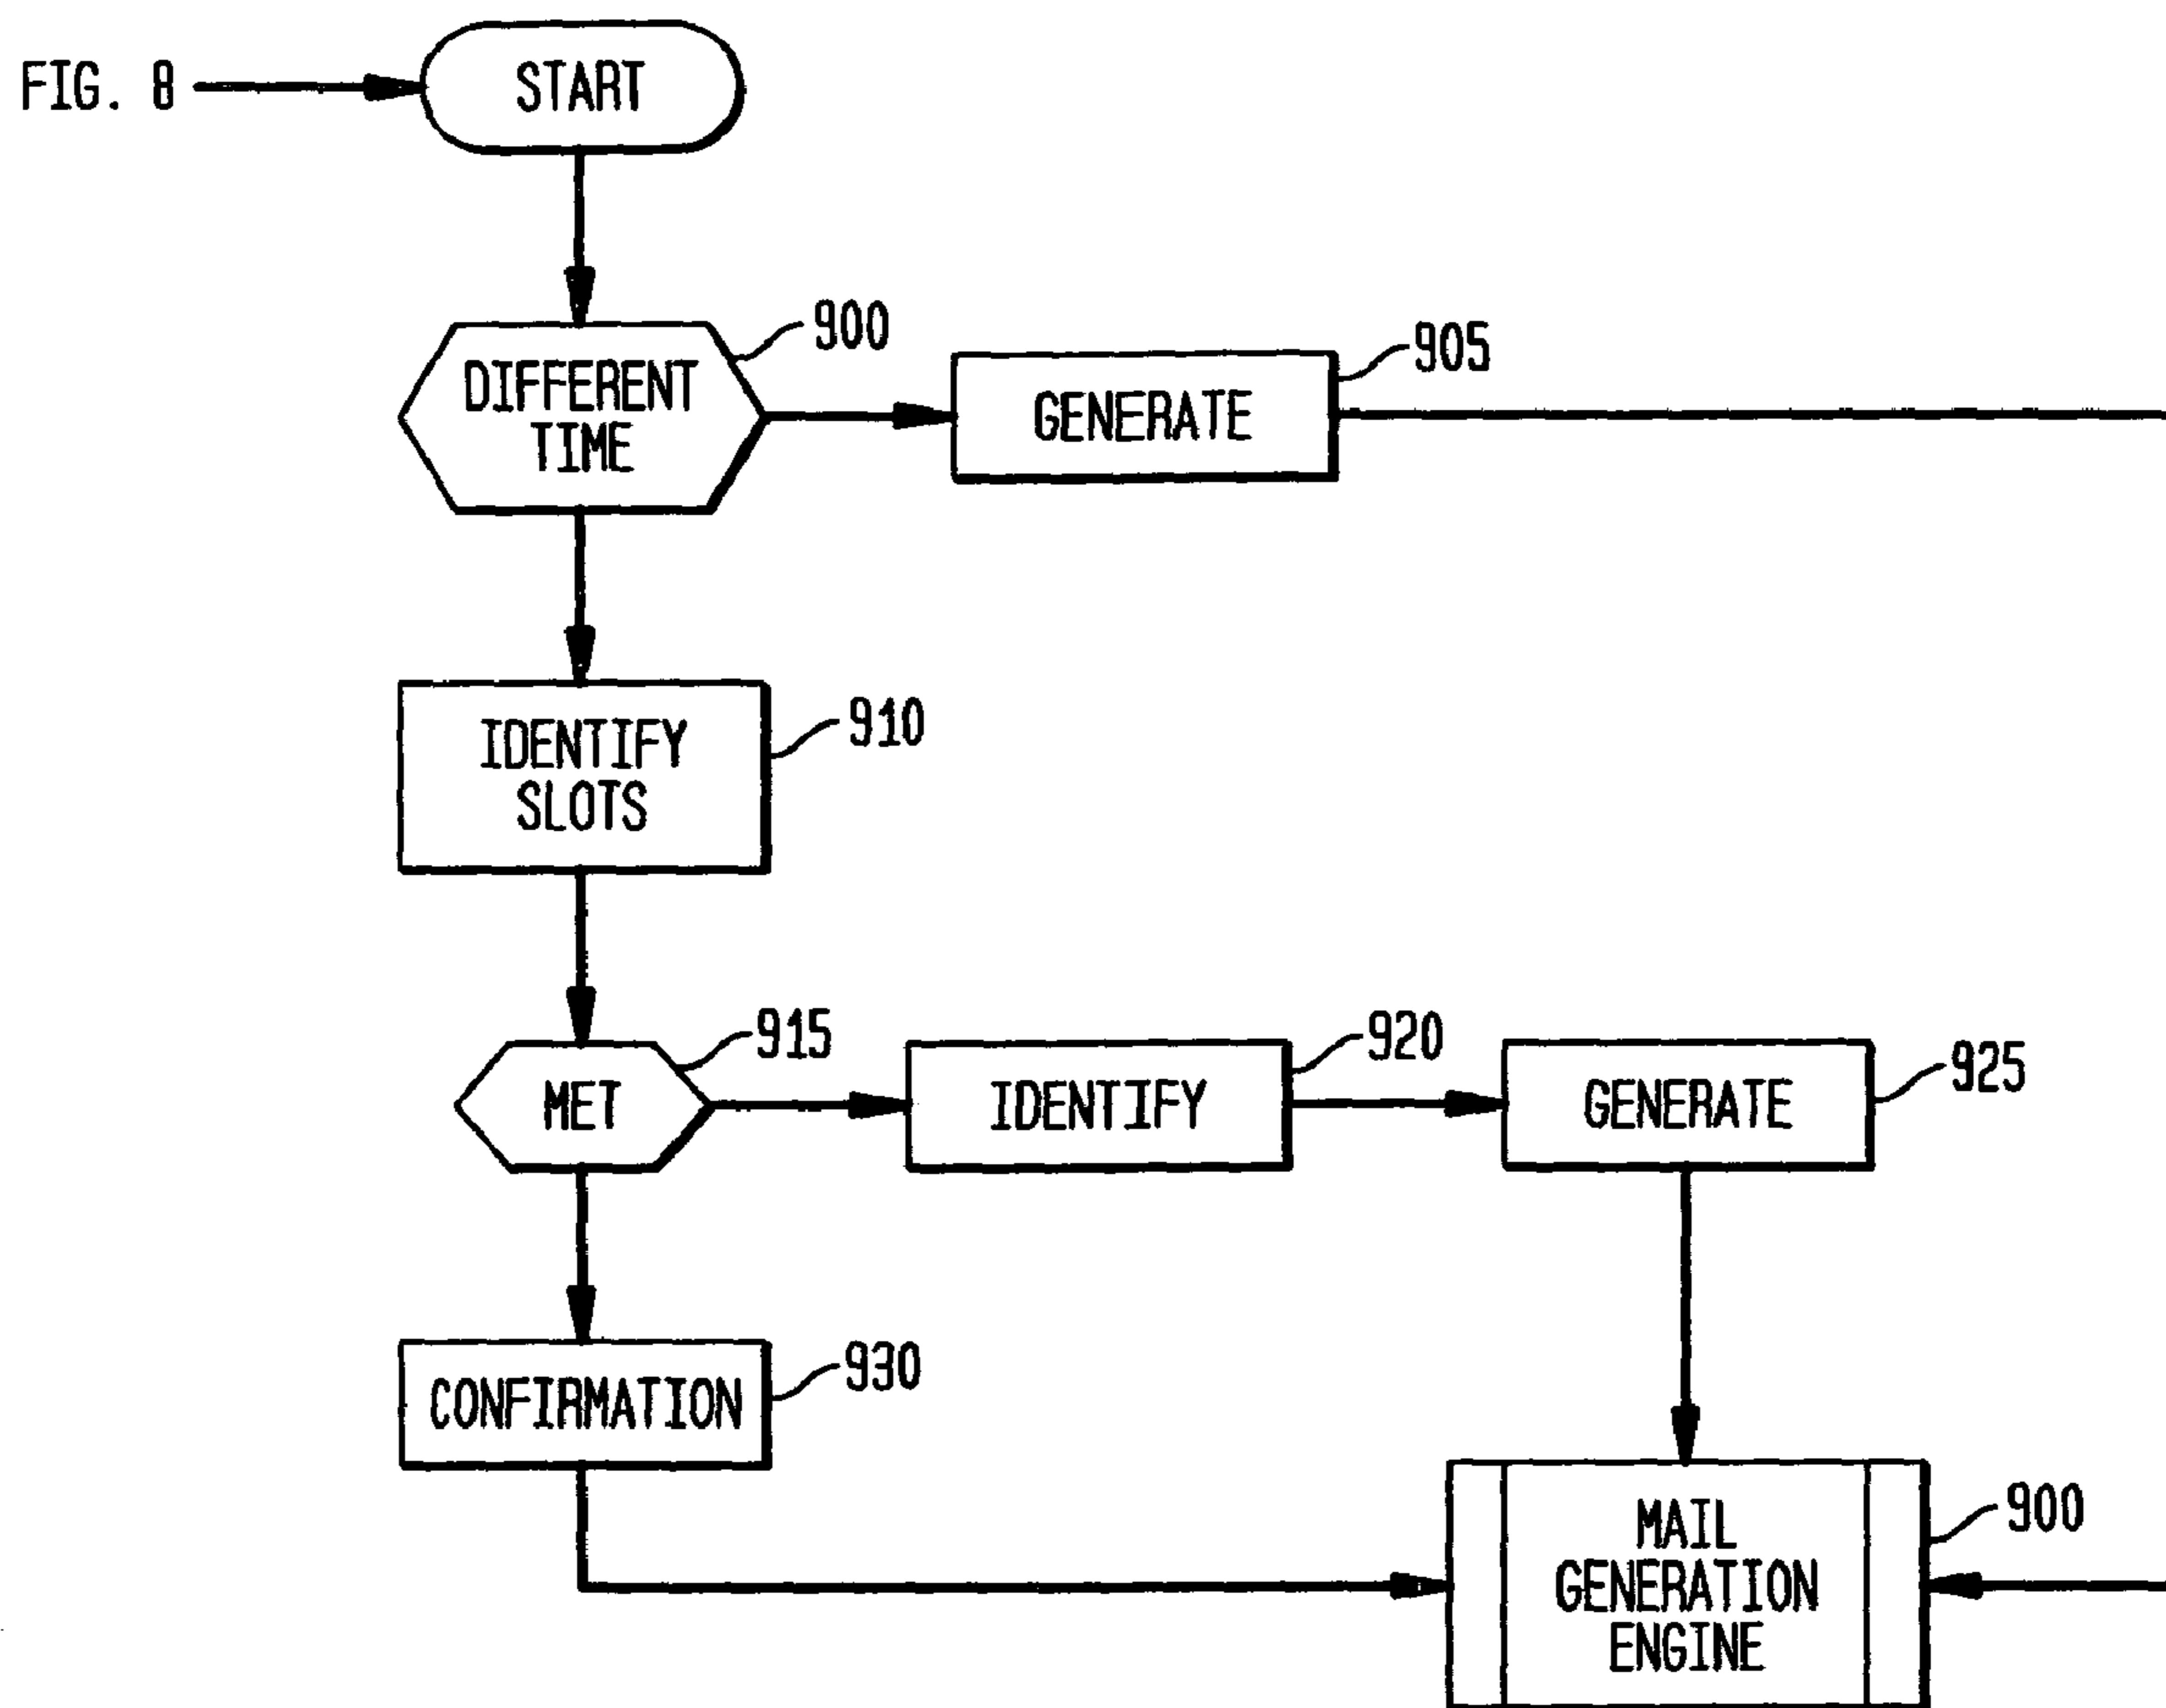 FIG. 8
START
DIFFERENT
TIME
900
GENERATE
905
IDENTIFY
SLOTS
910
MET
915
IDENTIFY
920
GENERATE
925
CONFIRMATION
930
MAIL
GENERATION
ENGINE
900